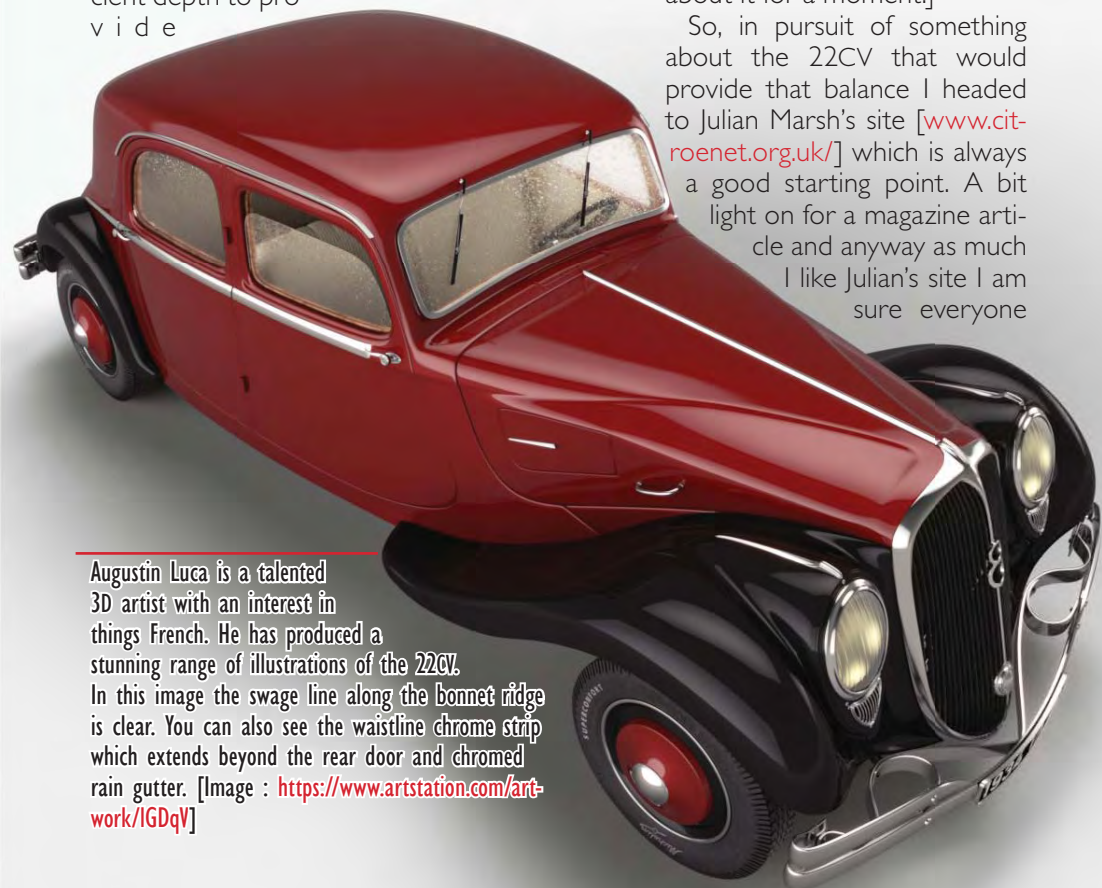 cient depth to pro-
v i d e
about it for a moment.]
So, in pursuit of something
about the 22CV that would
provide that balance I headed
to Julian Marsh's site [www.cit-
roenet.org.uk/] which is always
a good starting point. A bit
light on for a magazine arti-
cle and anyway as much
I like Julian's site I am
sure everyone
Augustin Luca is a talented
3D artist with an interest in
things French. He has produced a
stunning range of illustrations of the 22CV.
In this image the swage line along the bonnet ridge
is clear. You can also see the waistline chrome strip
which extends beyond the rear door and chromed
rain gutter. [Image : https://www.artstation.com/art-
work/IGDqV]
SUPERCONFORT
8